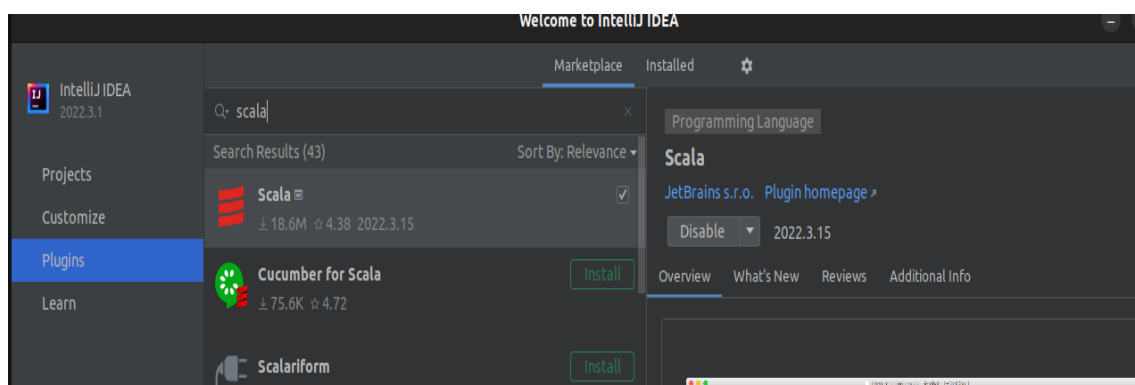 Welcome to IntelliJ IDEA
Marketplace Installed
IJ
IntelliJ IDEA
2022.3.1
Projects
Customize
Plugins
Learn
scala
Search Results (43) Sort By: Relevance
Scala
18.6M 4.38 2022.3.15
Cucumber for Scala
75.6K 4.72
Install
Scalariform
Install
Programming Language
Scala
JetBrains s.r.o. Plugin homepage
Disable 2022.3.15
Overview What's New Reviews Additional Info